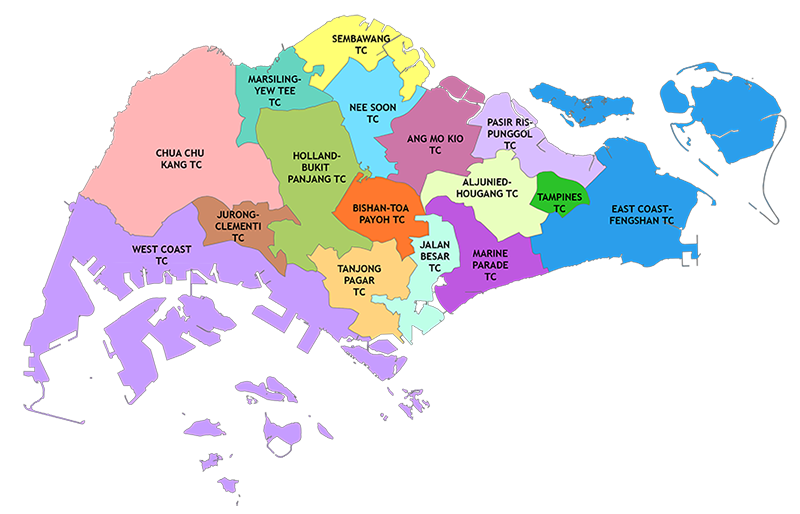 SEMBAWANG
TC
MARSILING-
YEW TEE
TC
NEE SOON
TC
PASIR RIS-
PUNGGOL
TC
ANG MO KIO
TC
CHUA CHU
KANG TC
HOLLAND-
BUKIT
PANJANG TC
ALJUNIED-
HOUGANG TC
TAMPINES
TC
BISHAN-TOA
PAYOH TC
EAST COAST-
FENGSHAN TC
JURONG-
CLEMENTI
TC
WEST COAST
TC
JALAN
BESAR
TC
MARINE
PARADE
TC
TANJONG
PAGAR
TC